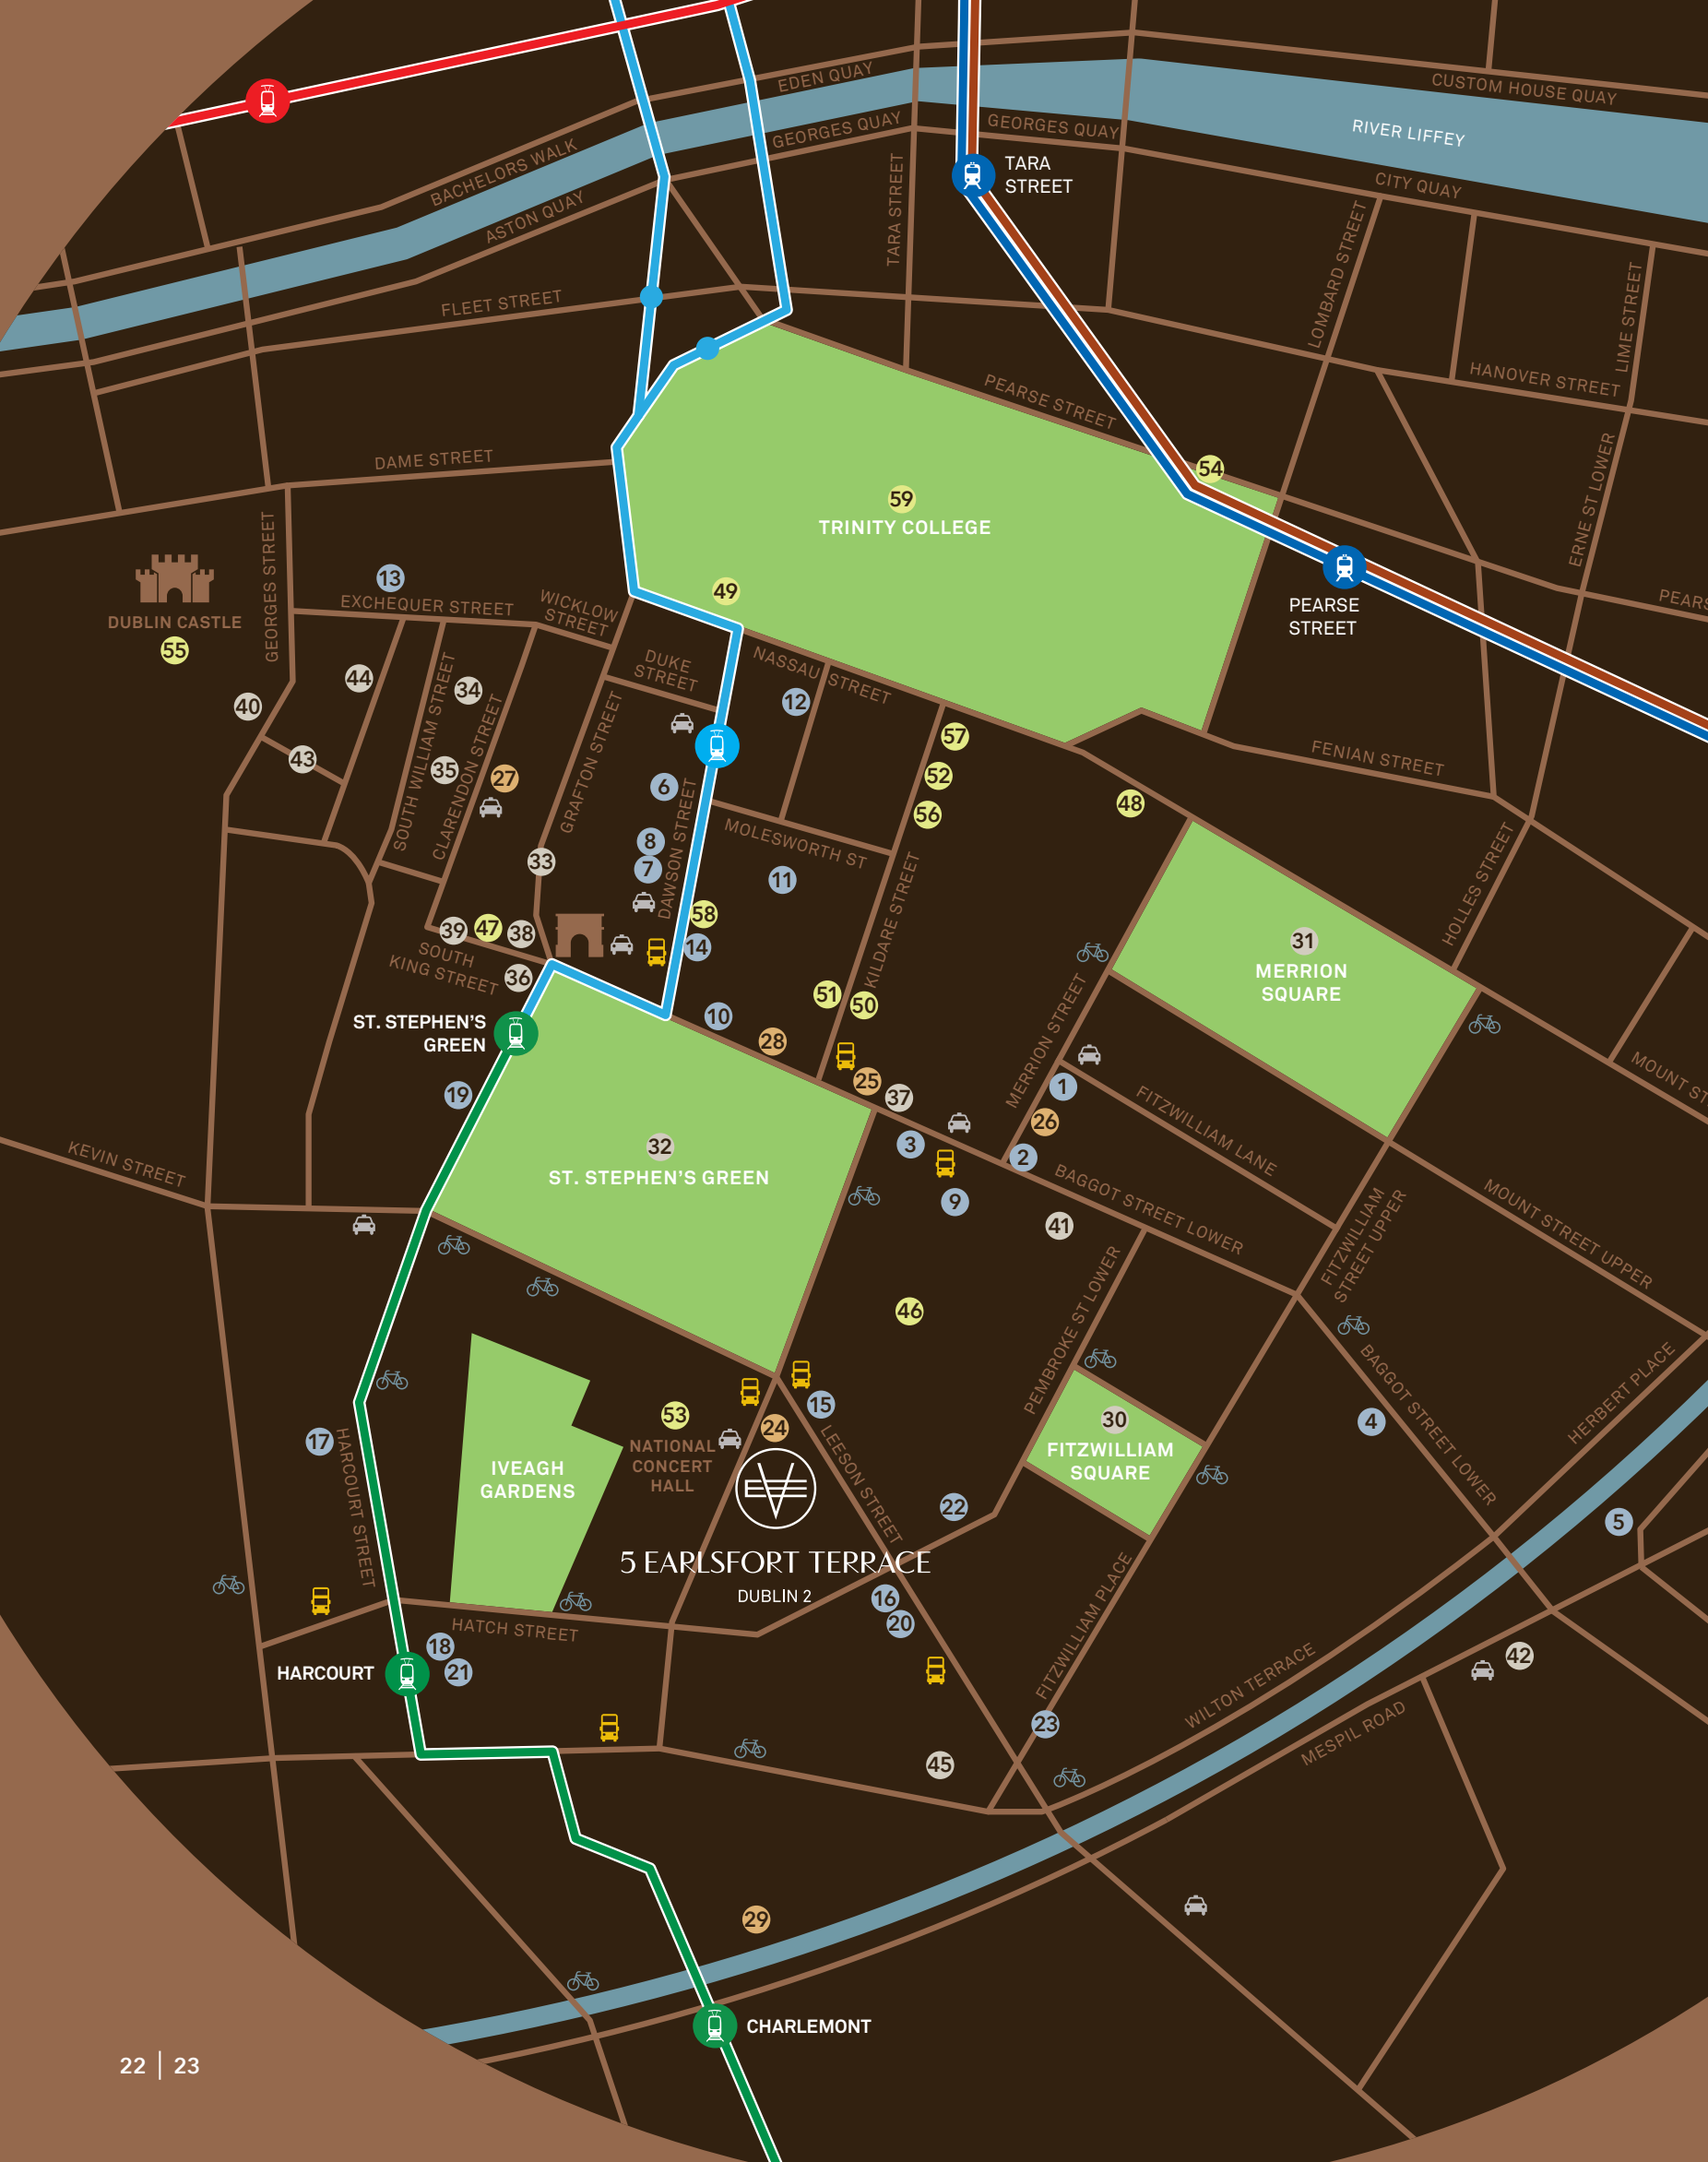 EDEN QUAY
CUSTOM HOUSE QUAY
GEORGES QUAY
GEORGES QUAY
RIVER LIFFEY
BACHELORS WALK
TARA
STREET
CITY QUAY
ASTON QUAY
TARA STREET
LOMBARD STREET
LIME STREET
FLEET STREET
HANOVER STREET
PEARSE STREET
DAME STREET
54
59
TRINITY COLLEGE
ERNE ST LOWER
GEORGES STREET
13
EXCHEQUER STREET
WICKLOW
STREET
49
PEARSE
STREET
PEARS
DUBLIN CASTLE
55
DUKE
STREET
NASSAU STREET
44
34
40
12
57
43
35
27
SOUTH WILLIAM STREET
CLARENDON STREET
GRAFTON STREET
6
52
FENIAN STREET
48
56
8
7
DAWSON STREET
MOLESWORTH ST
33
11
KILDARE STREET
HOLLES STREET
39
47
38
58
14
SOUTH
KING STREET
36
31
MERRION
SQUARE
51
50
10
28
ST. STEPHEN'S
GREEN
MERRION STREET
19
25
37
1
26
MOUNT ST
FITZWILLIAM LANE
KEVIN STREET
32
ST. STEPHEN'S GREEN
3
2
9
BAGGOT STREET LOWER
41
FITZWILLIAM
STREET UPPER
MOUNT STREET UPPER
46
PEMBROKE ST LOWER
15
53
24
30
FITZWILLIAM
SQUARE
BAGGOT STREET LOWER
4
HERBERT PLACE
17
HARCOURT STREET
NATIONAL
CONCERT
HALL
IVEAGH
GARDENS
LEESON STREET
22
5
5 EARLSFORT TERRACE
DUBLIN 2
16
20
FITZWILLIAM PLACE
HATCH STREET
18
HARCOURT
21
42
WILTON TERRACE
MESPIL ROAD
23
45
29
CHARLEMONT
22 | 23